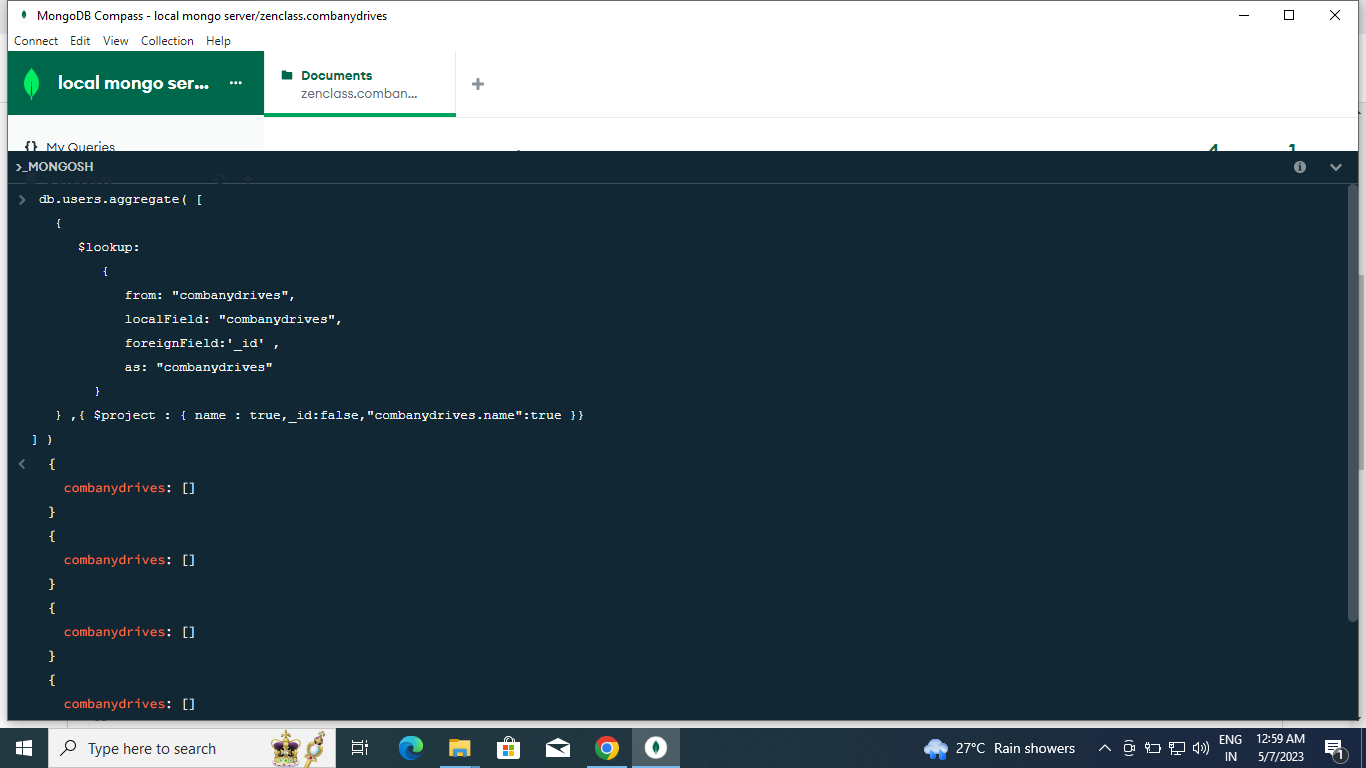 MongoDB Compass - local mongo server/zenclass.combanydrives
Connect Edit View Collection Help
local mongo ser... ...
Documents
zenclass.comban...
+
{} My Queries
4 1
>_MONGOSH
> db.users.aggregate( [
{
$lookup:
{
from: "combanydrives",
localField: "combanydrives",
foreignField:'_id' ,
as: "combanydrives"
}
} ,{ $project : { name : true,_id:false,"combanydrives.name":true }}
] )
< {
combanydrives: []
}
{
combanydrives: []
}
{
combanydrives: []
}
{
combanydrives: []
Type here to search
27°C Rain showers
ENG
IN
12:59 AM
5/7/2023
1